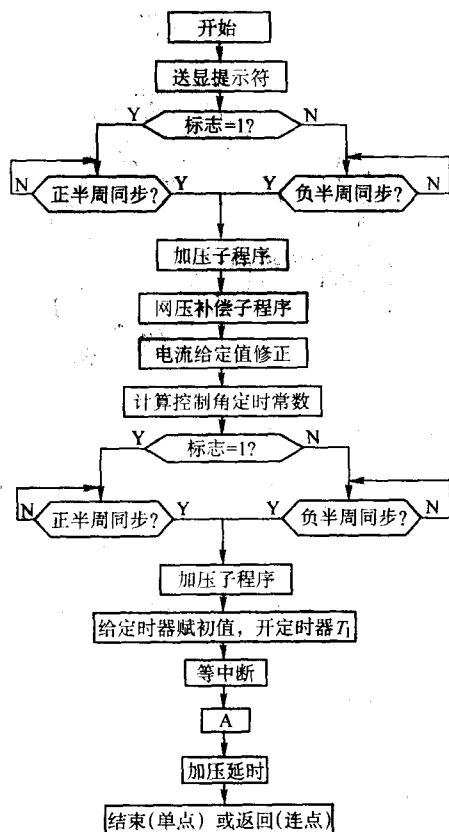 开始
送显提示符
Y 标志=1? N
N 正半周同步? Y Y 负半周同步? N
加压子程序
网压补偿子程序
电流给定值修正
计算控制角定时常数
Y 标志=1? N
N 正半周同步? Y Y 负半周同步? N
加压子程序
给定时器赋初值，开定时器T₁
等中断
A
加压延时
结束(单点) 或返回(连点)